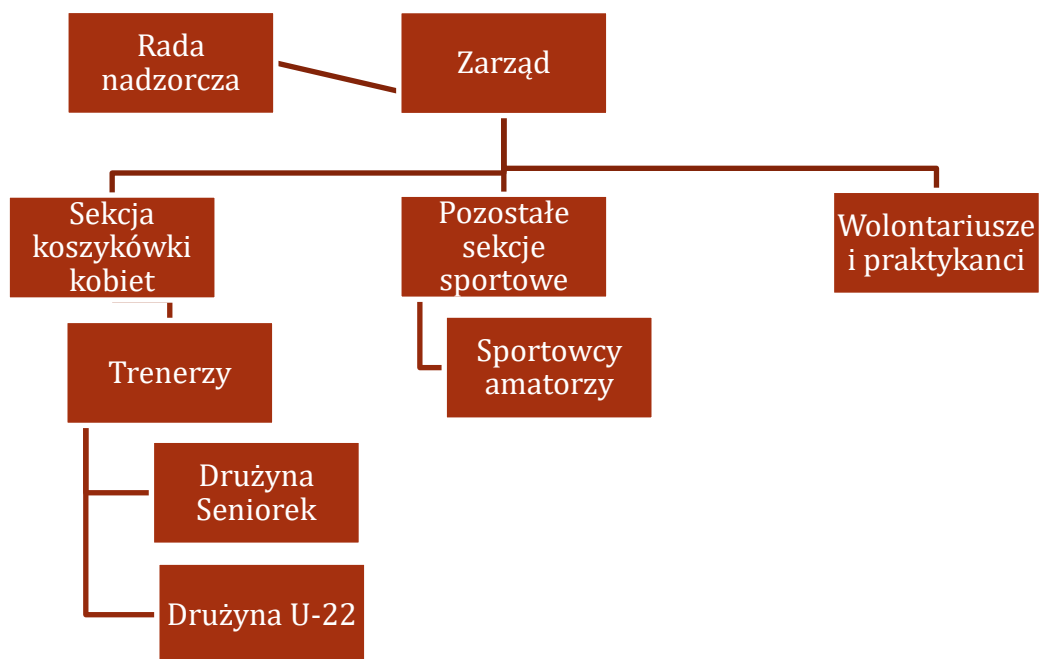 Rada
nadzorcza
Zarząd
Sekcja
koszykówki
kobiet
Pozostałe
sekcje
sportowe
Wolontariusze
i praktykanci
Trenerzy
Sportowcy
amatorzy
Drużyna
Seniorek
Drużyna U-22